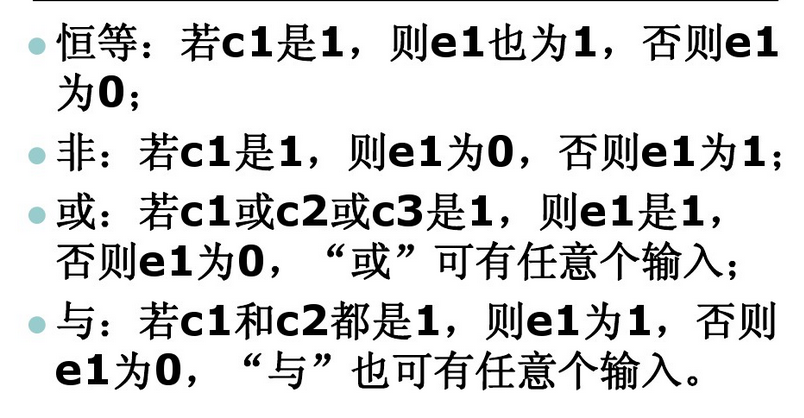 恒等：若c1是1，则e1也为1，否则e1
为0；
非：若c1是1，则e1为0，否则e1为1；
或：若c1或c2或c3是1，则e1是1，
否则e1为0，“或”可有任意个输入；
与：若c1和c2都是1，则e1为1，否则
e1为0，“与”也可有任意个输入。